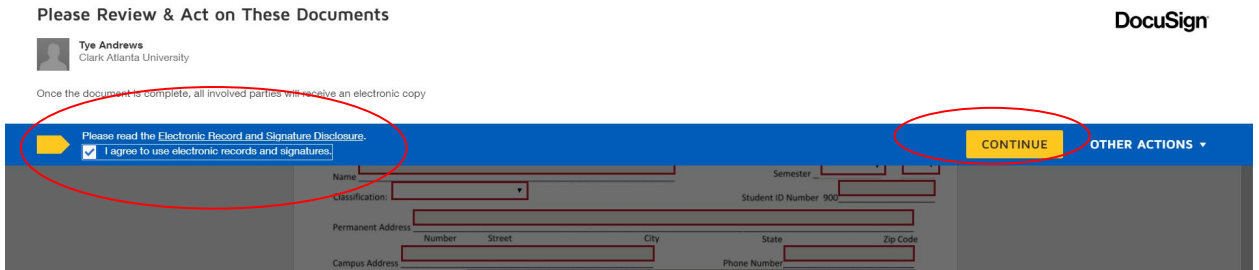 Please Review & Act on These Documents
DocuSign
Tye Andrews
Clark Atlanta University
Once the document is complete, all involved parties will receive an electronic copy
Please read the Electronic Record and Signature Disclosure.
I agree to use electronic records and signatures.
CONTINUE
OTHER ACTIONS
Name Semester
Classification: Student ID Number 900
Permanent Address
Number Street City State Zip Code
Campus Address Phone Number